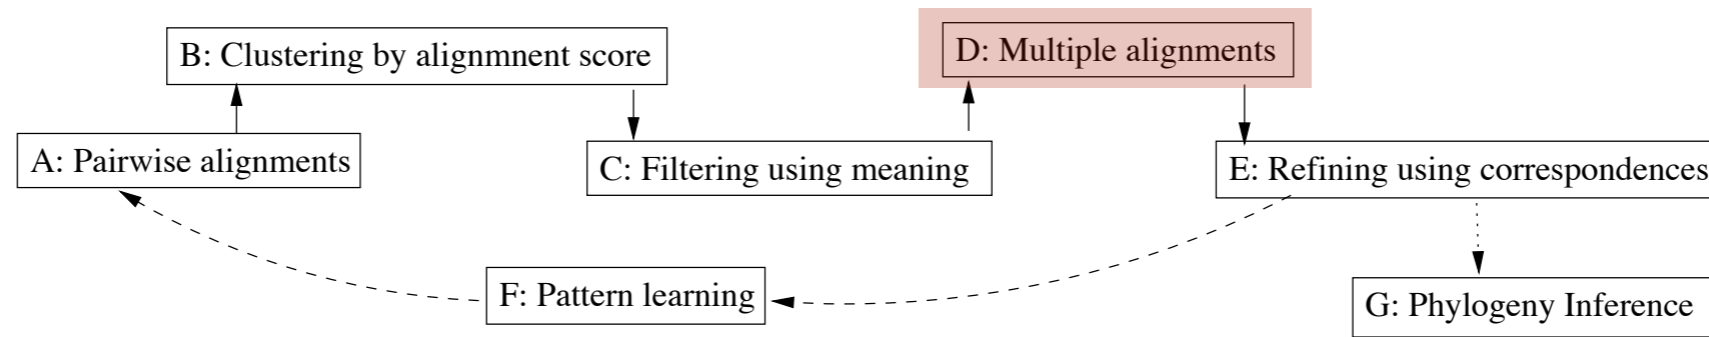 B: Clustering by alignmnent score
D: Multiple alignments
A: Pairwise alignments
C: Filtering using meaning
E: Refining using correspondences
F: Pattern learning
G: Phylogeny Inference